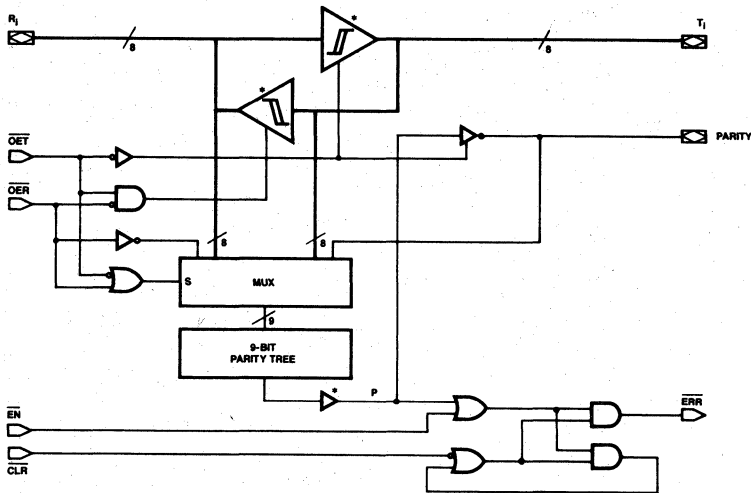 Ri
Ti
*
8
8
*
OET
PARITY
OER
8
8
S
MUX
9
9-BIT
PARITY TREE
*
P
EN
ERR
CLR